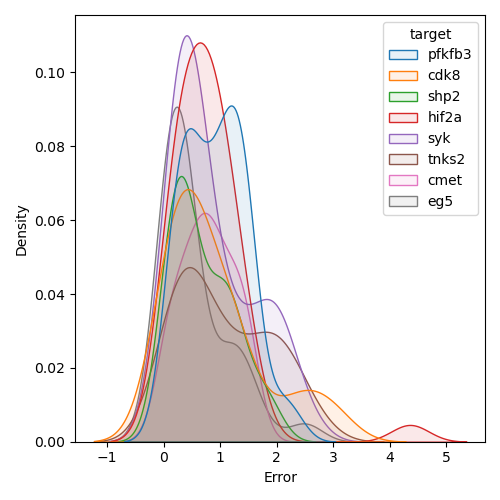 target
pfkfb3
cdk8
shp2
hif2a
syk
tnks2
cmet
eg5
Density
0.10
0.08
0.06
0.04
0.02
0.00
−1 0 1 2 3 4 5
Error